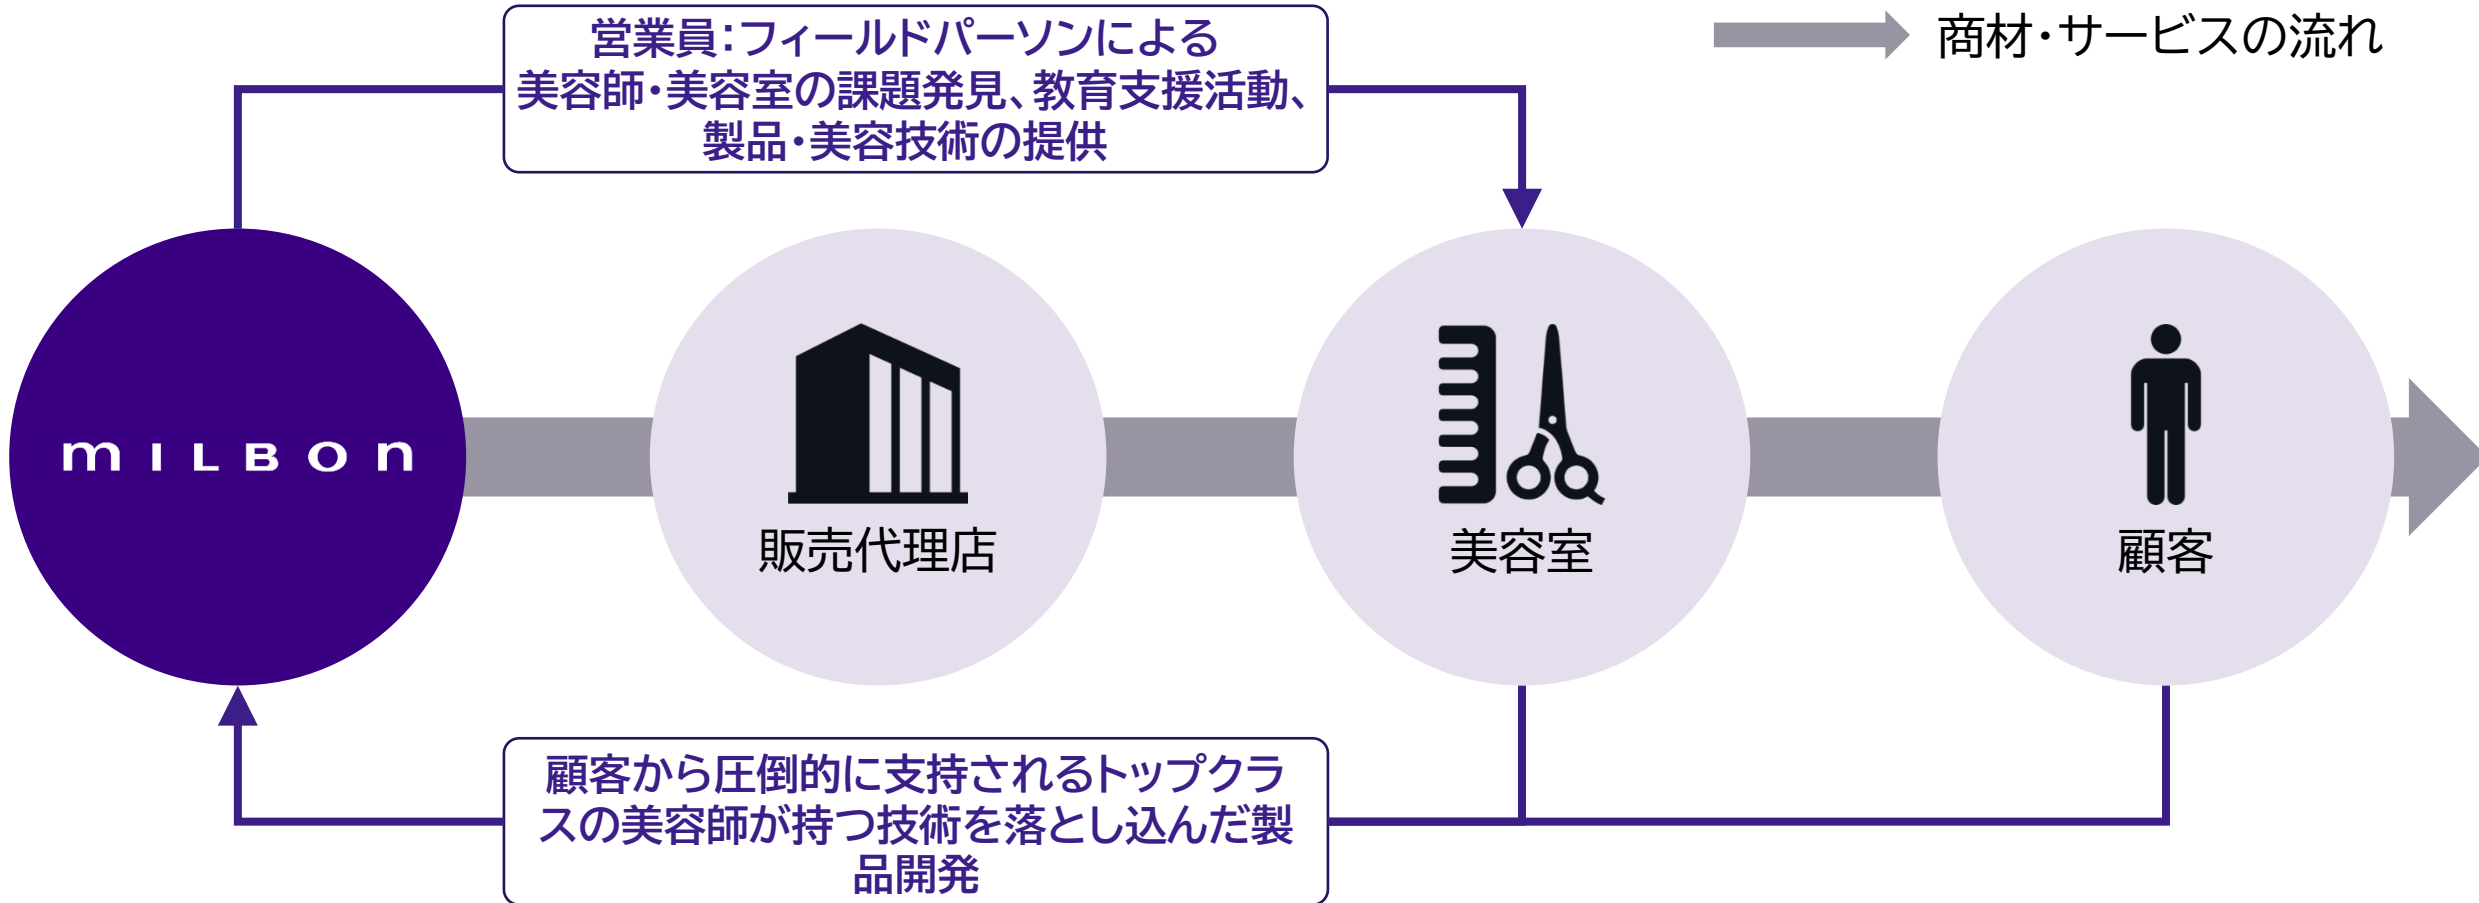 営業員：フィールドパーソンによる
美容師・美容室の課題発見、教育支援活動、
製品・美容技術の提供
商材・サービスの流れ
MILBON
販売代理店
美容室
顧客
顧客から圧倒的に支持されるトップクラ
スの美容師が持つ技術を落とし込んだ製
品開発